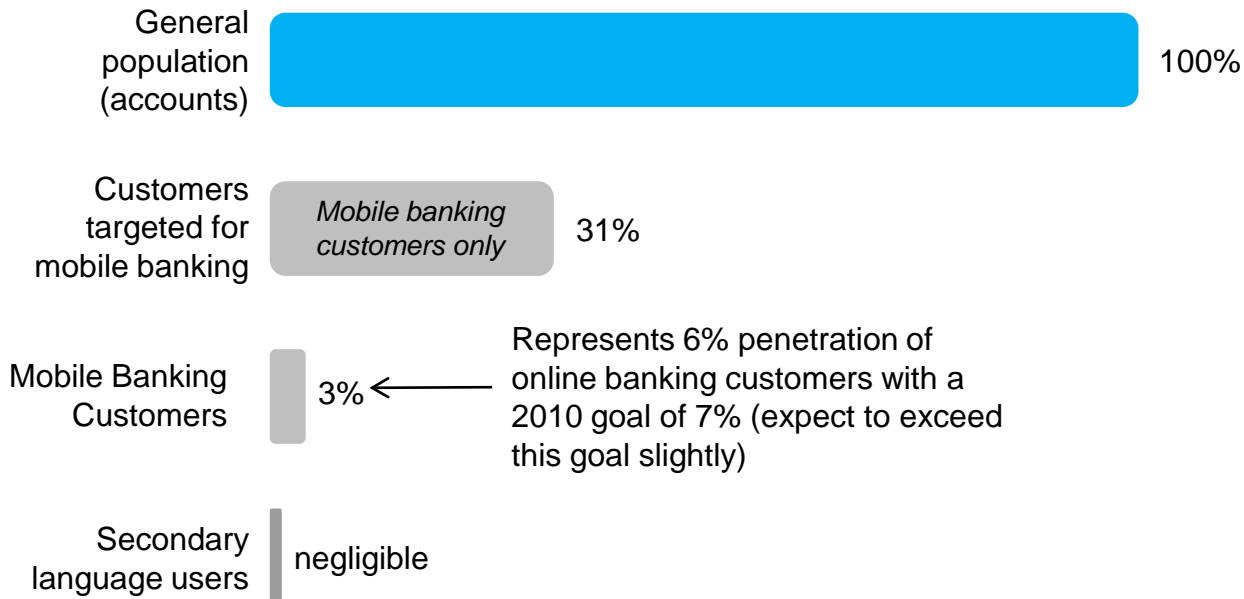 General
population
(accounts)
100%
Customers
targeted for
mobile banking
Mobile banking
customers only
31%
Mobile Banking
Customers
3%
Represents 6% penetration of
online banking customers with a
2010 goal of 7% (expect to exceed
this goal slightly)
Secondary
language users
negligible